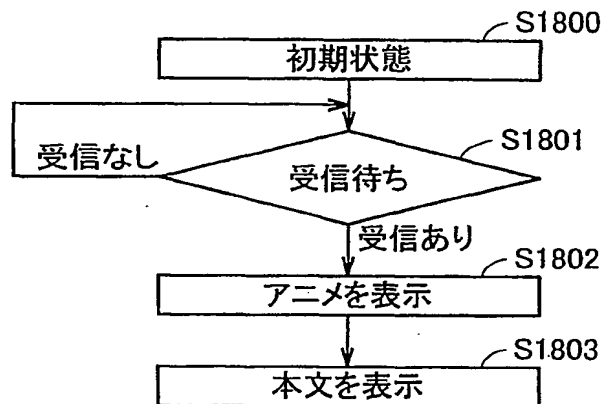 S1800
初期状態
S1801
受信なし
受信待ち
受信あり
S1802
アニメを表示
S1803
本文を表示